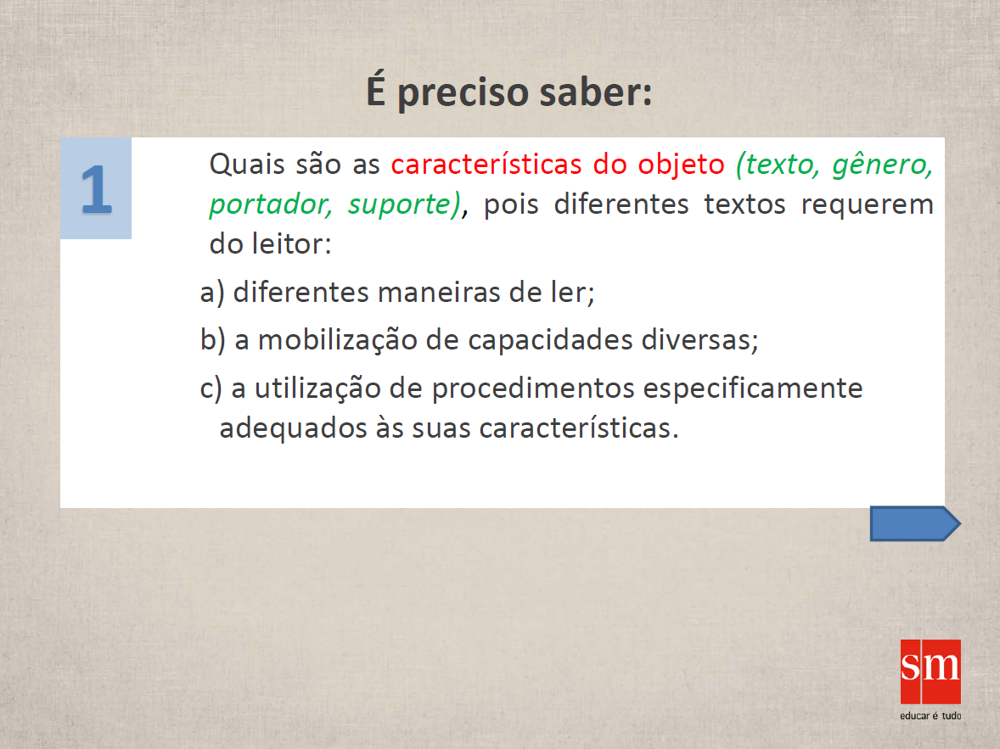 É preciso saber:
1
Quais são as características do objeto (texto, gênero,
portador, suporte), pois diferentes textos requerem
do leitor:
a) diferentes maneiras de ler;
b) a mobilização de capacidades diversas;
c) a utilização de procedimentos especificamente
adequados às suas características.
sm
educar é tudo